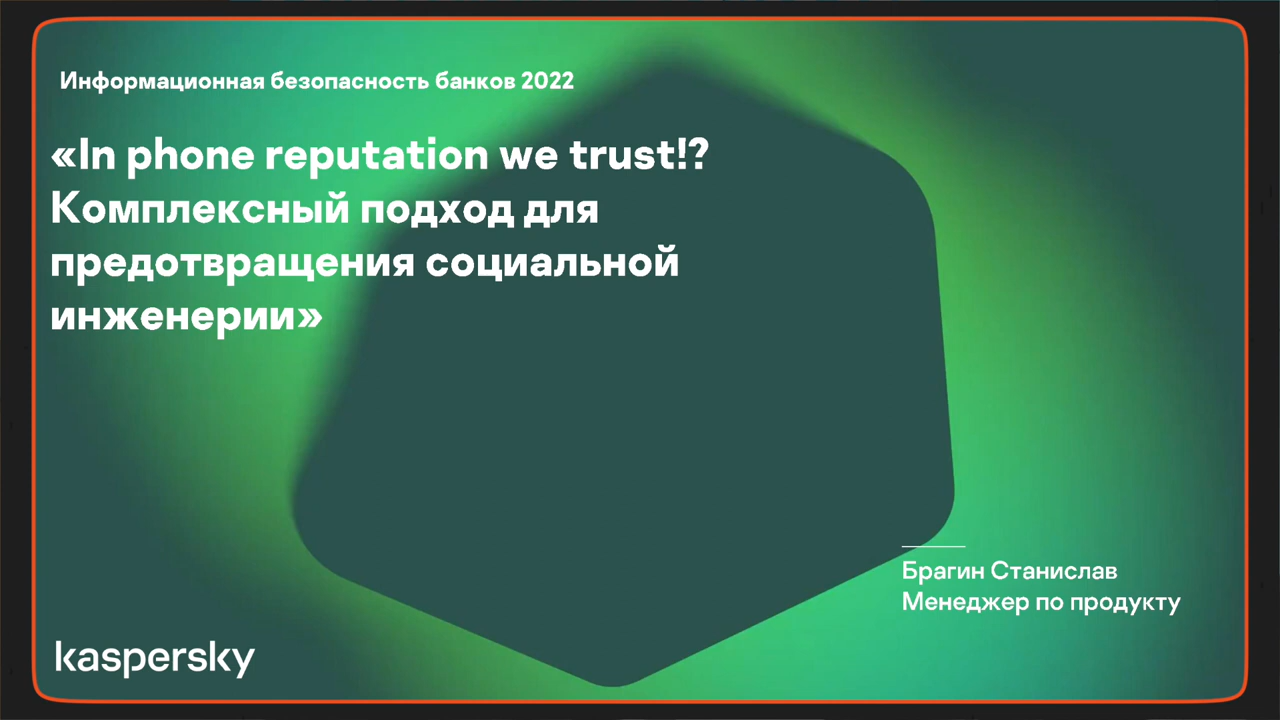 Информационная безопасность банков 2022
«In phone reputation we trust!?
Комплексный подход для
предотвращения социальной
инженерии»
Брагин Станислав
Менеджер по продукту
kaspersky